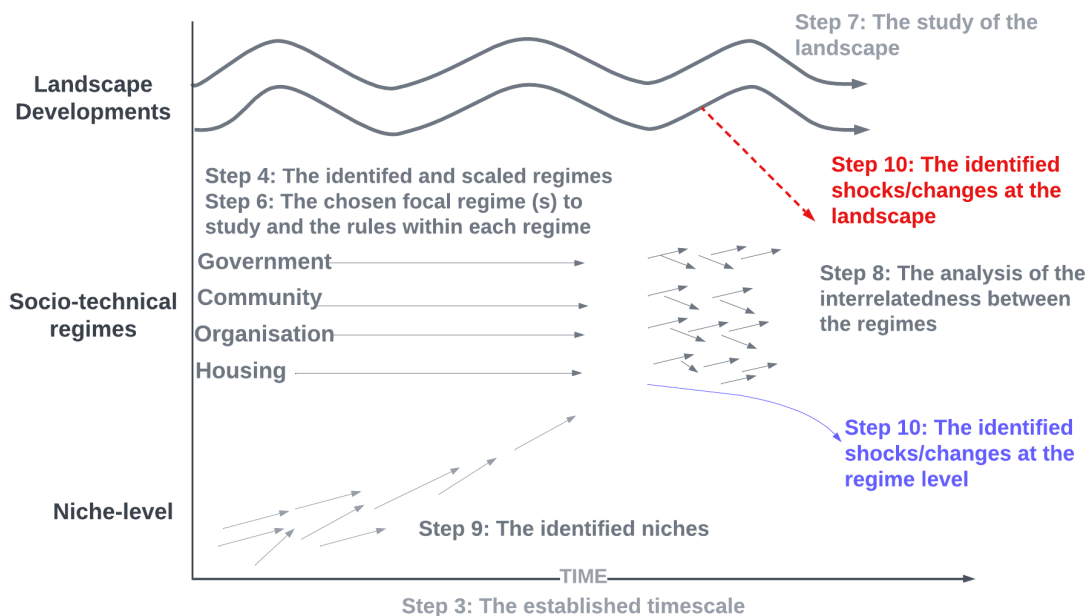 Step 7: The study of the
landscape
Landscape
Developments
Step 10: The identified
shocks/changes at the
landscape
Step 4: The identifed and scaled regimes
Step 6: The chosen focal regime (s) to
study and the rules within each regime
Government
Community
Organisation
Housing
Socio-technical
regimes
Step 8: The analysis of the
interrelatedness between
the regimes
Step 10: The identified
shocks/changes at the
regime level
Niche-level
Step 9: The identified niches
TIME
Step 3: The established timescale